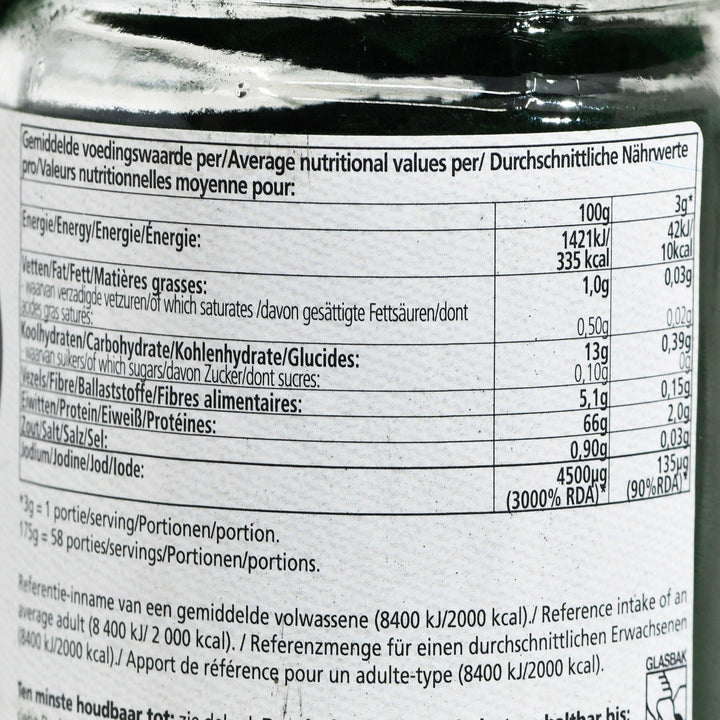 Gemiddelde voedingswaarde per/Average nutritional values per/ Durchschnittliche Nährwerte
pro/Valeurs nutritionnelles moyenne pour:
100g 3g*
Energie/Energy/Energie/Énergie: 1421kJ/ 42kJ/
335 kcal 10kcal
Vetten/Fat/Fett/Matières grasses: 1,0g 0,03g
- waarvan verzadigde vetzuren/of which saturates /davon gesättigte Fettsäuren/dont
acides gras saturés: 0,50g 0,02g
Koolhydraten/Carbohydrate/Kohlenhydrate/Glucides: 13g 0,39g
- waarvan suikers/of which sugars/davon Zucker/dont sucres: 0,10g 0g
Vezels/Fibre/Ballaststoffe/Fibres alimentaires: 5,1g 0,15g
Eiwitten/Protein/Eiweiß/Protéines: 66g 2,0g
Zout/Salt/Salz/Sel: 0,90g 0,03g
Jodium/Jodine/Jod/Iode: 4500µg 135µg
(3000% RDA)* (90%RDA)*
*3g = 1 portie/serving/Portionen/portion.
175g = 58 porties/servings/Portionen/portions.
Referentie-inname van een gemiddelde volwassene (8400 kJ/2000 kcal)./ Reference intake of an
average adult (8 400 kJ/ 2 000 kcal). / Referenzmenge für einen durchschnittlichen Erwachsenen
(8400 kJ/2000 kcal)./ Apport de référence pour un adulte-type (8400 kJ/2000 kcal).
GLASBAK
Ten minste houdbaar tot: bis: